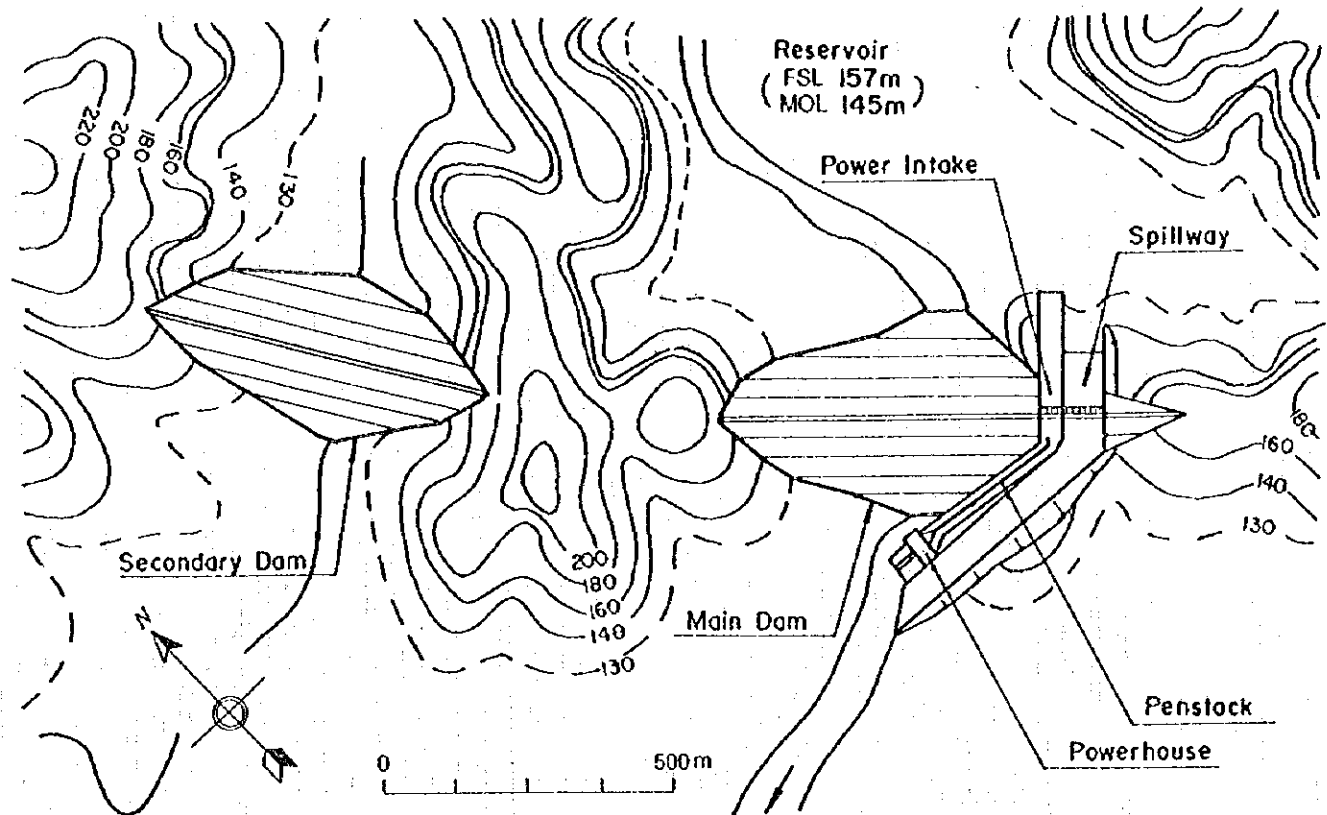 Reservoir
( FSL 157m
MOL 145m )
Power Intake
Spillway
220
200
180
160
140
130
180
160
140
130
Secondary Dam
200
180
160
140
130
Main Dam
N
Penstock
Powerhouse
0 500m